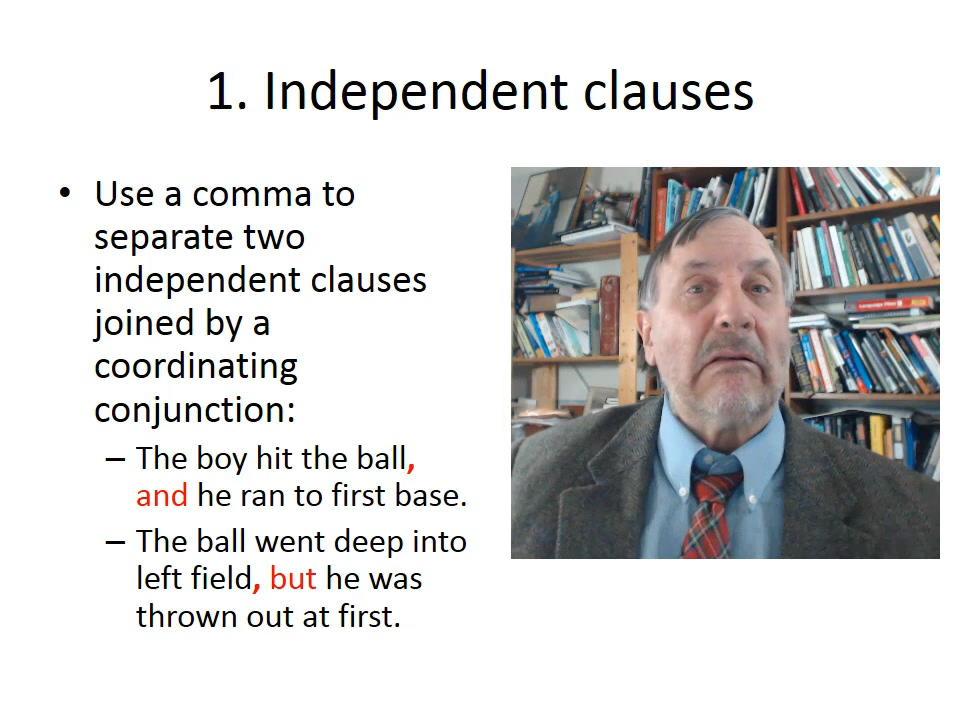 1. Independent clauses
• Use a comma to
separate two
independent clauses
joined by a
coordinating
conjunction:
– The boy hit the ball,
and he ran to first base.
– The ball went deep into
left field, but he was
thrown out at first.